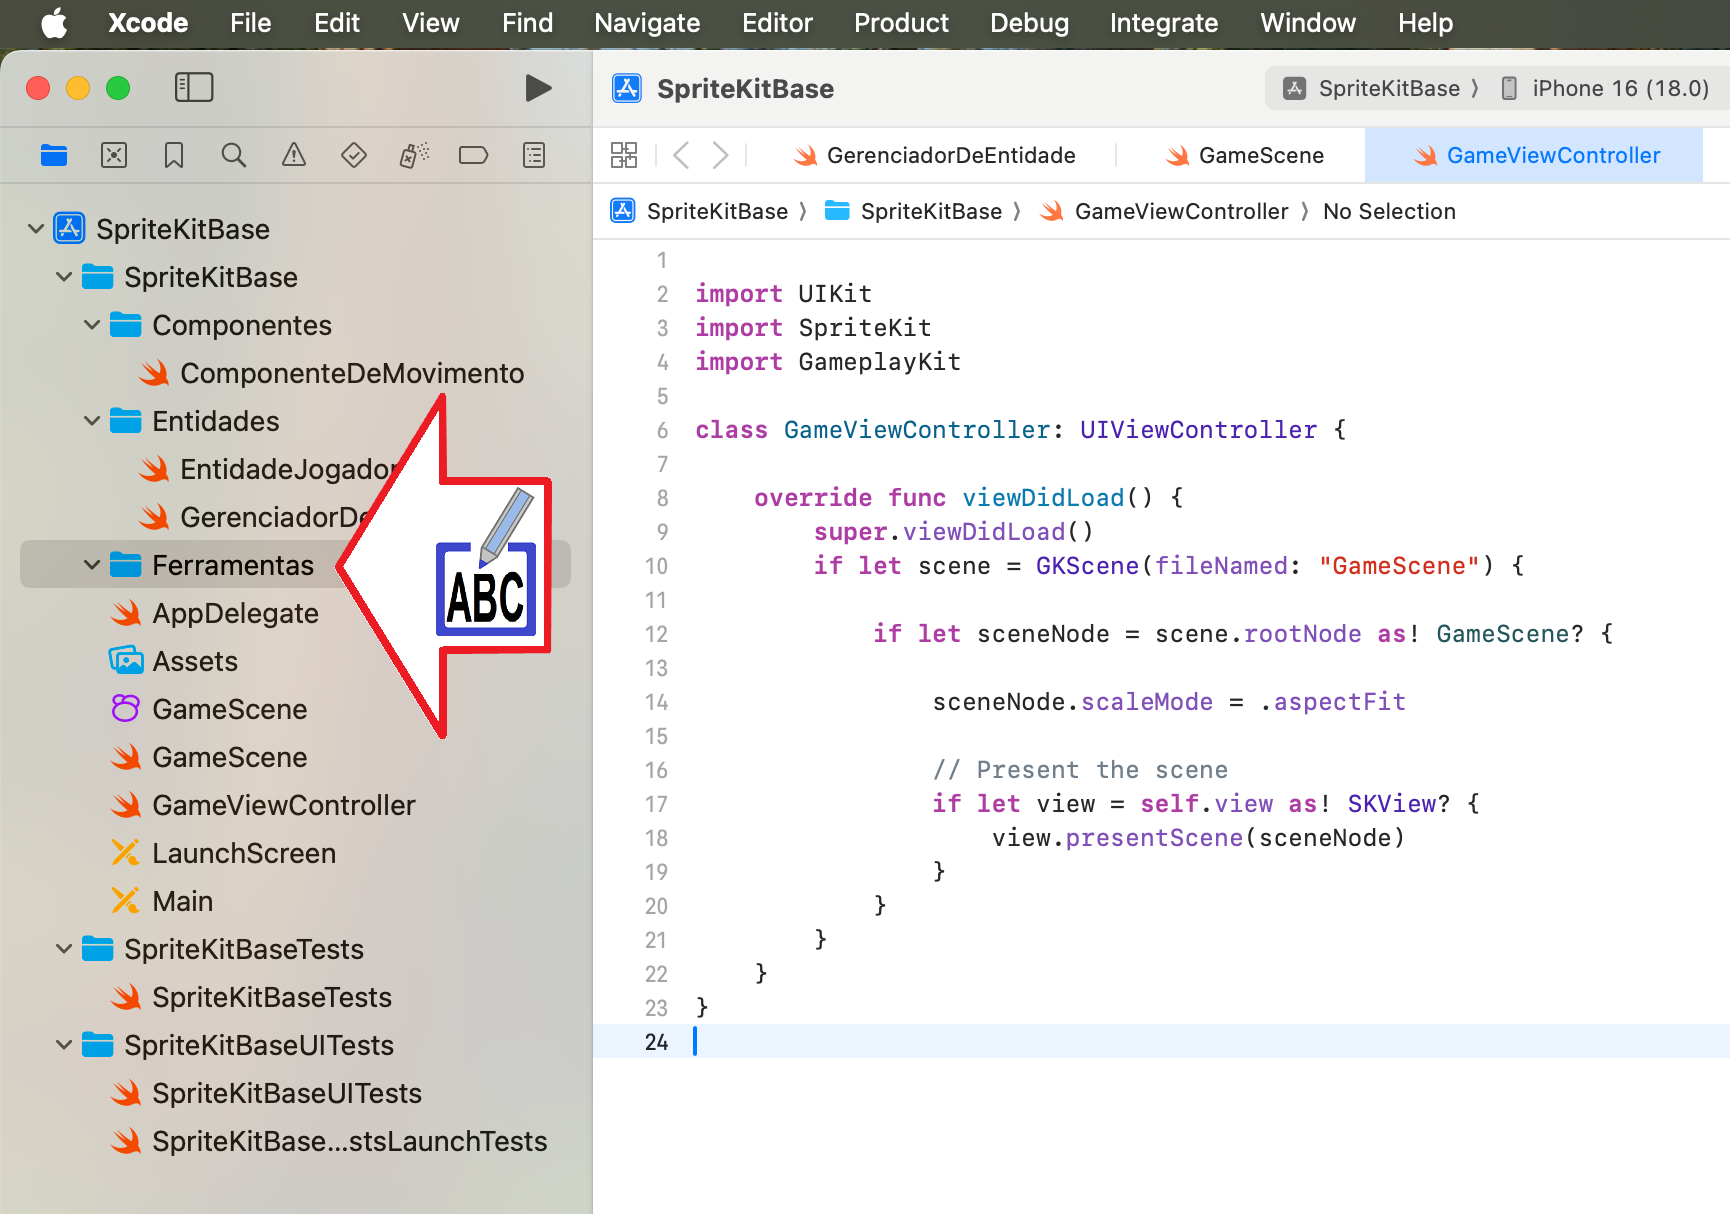 Xcode File Edit View Find Navigate Editor Product Debug Integrate Window Help
SpriteKitBase
SpriteKitBase 〉 iPhone 16 (18.0)
GerenciadorDeEntidade
GameScene
GameViewController
SpriteKitBase 〉 SpriteKitBase 〉 GameViewController 〉 No Selection
SpriteKitBase
SpriteKitBase
Componentes
ComponenteDeMovimento
Entidades
EntidadeJogador
GerenciadorDe
Ferramentas
AppDelegate
Assets
GameScene
GameScene
GameViewController
LaunchScreen
Main
SpriteKitBaseTests
SpriteKitBaseTests
SpriteKitBaseUITests
SpriteKitBaseUITests
SpriteKitBase...stsLaunchTests
ABC
1
2 import UIKit
3 import SpriteKit
4 import GameplayKit
5
6 class GameViewController: UIViewController {
7
8 override func viewDidLoad() {
9 super.viewDidLoad()
10 if let scene = GKScene(fileNamed: "GameScene") {
11
12 if let sceneNode = scene.rootNode as! GameScene? {
13
14 sceneNode.scaleMode = .aspectFit
15
16 // Present the scene
17 if let view = self.view as! SKView? {
18 view.presentScene(sceneNode)
19 }
20 }
21 }
22 }
23 }
24